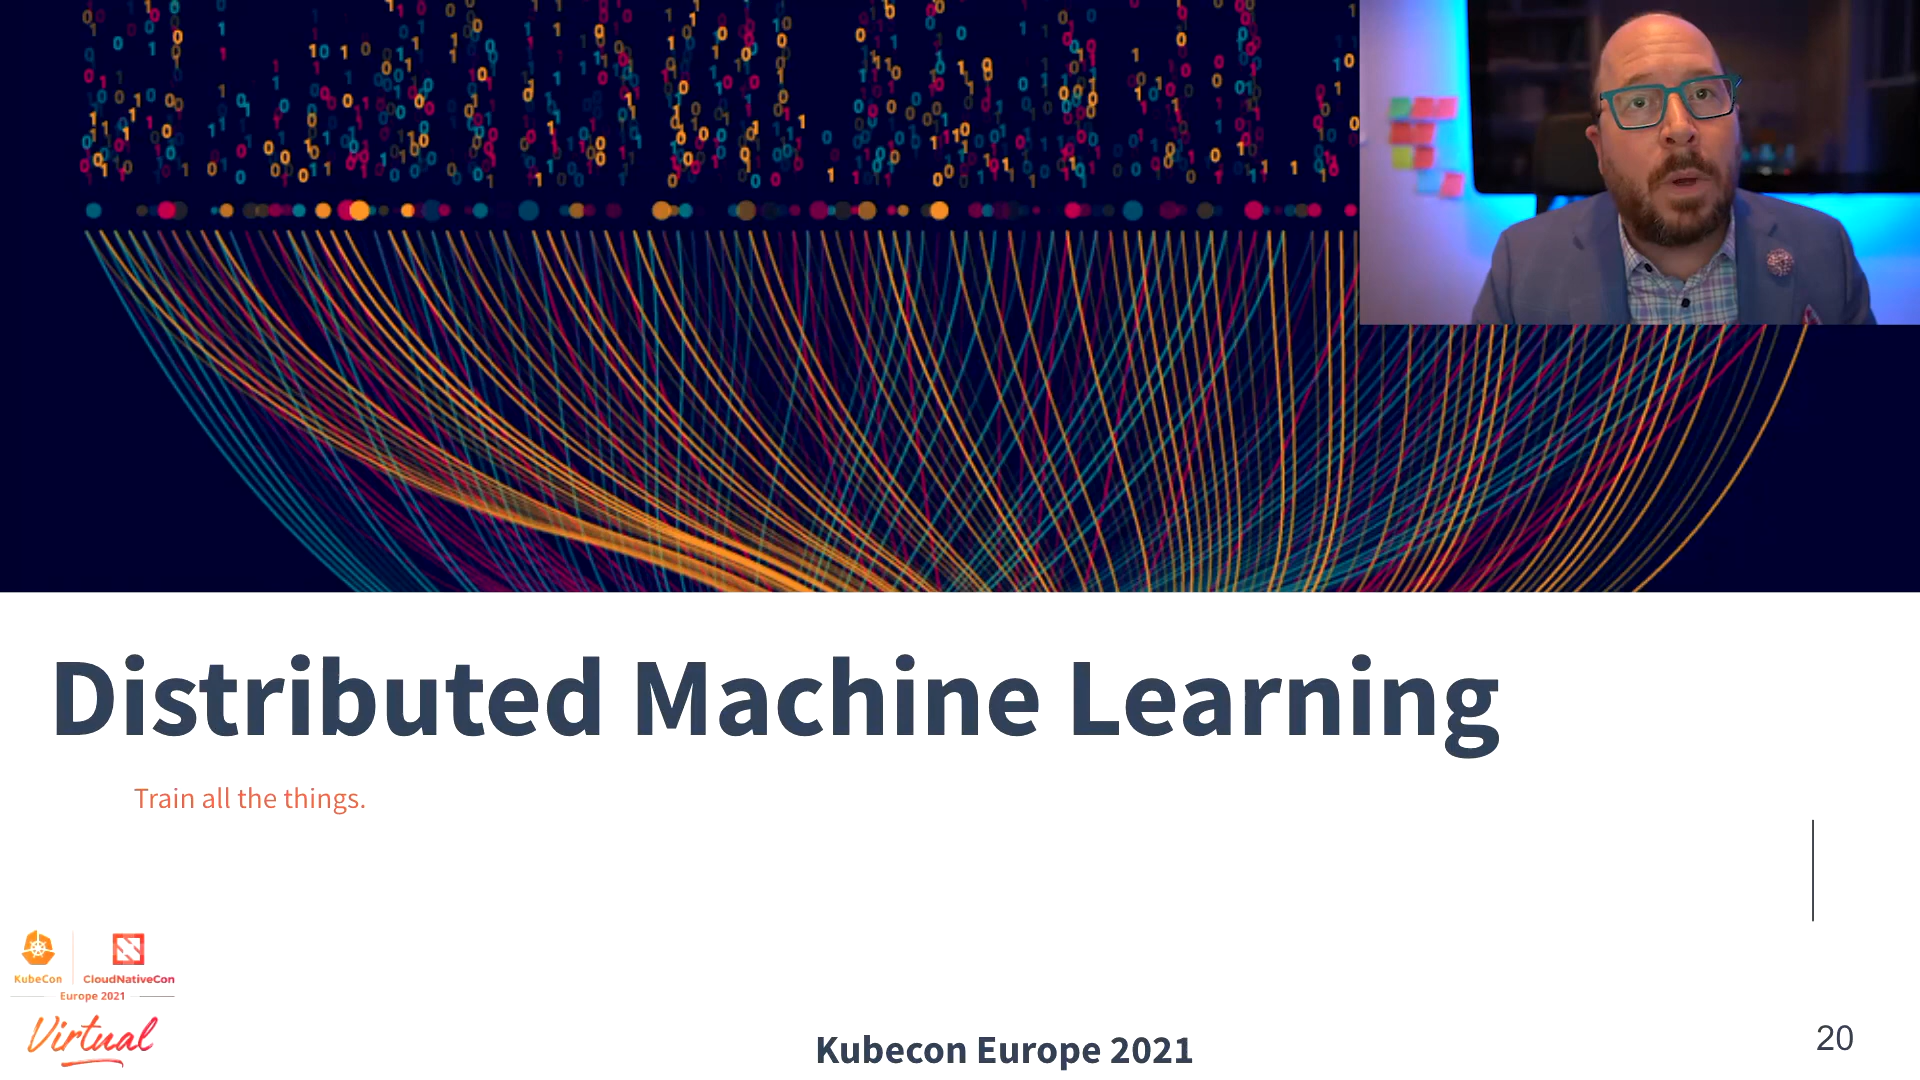 Distributed Machine Learning
Train all the things.
KubeCon
CloudNativeCon
Europe 2021
Virtual
Kubecon Europe 2021
20